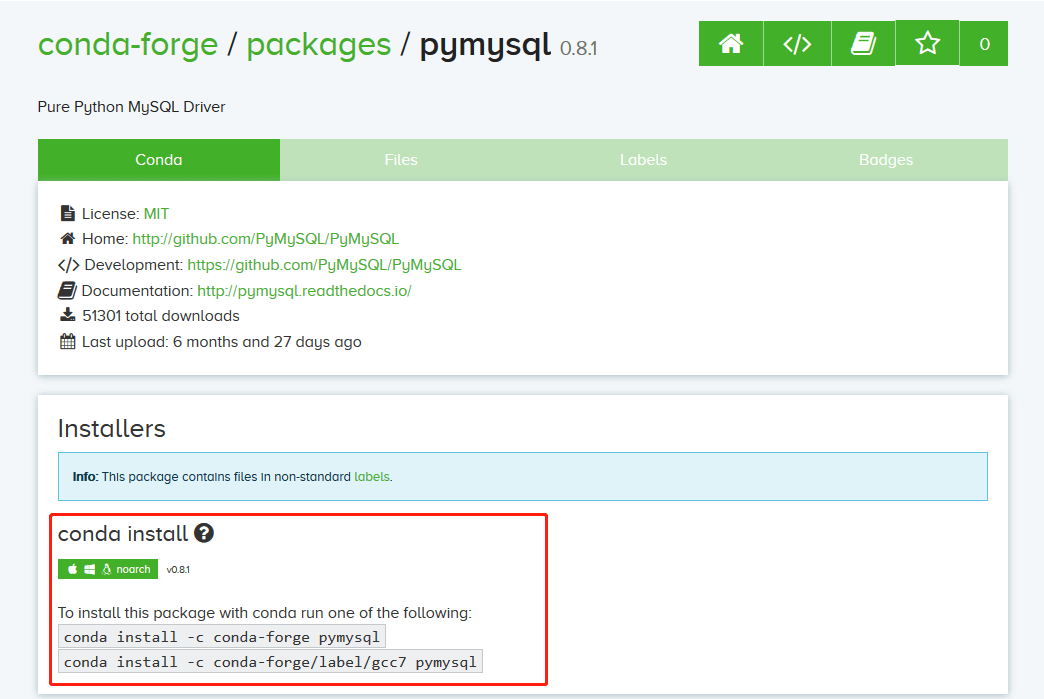 conda-forge / packages / pymysql 0.8.1
0
Pure Python MySQL Driver
Conda Files Labels Badges
License: MIT
Home: http://github.com/PyMySQL/PyMySQL
</> Development: https://github.com/PyMySQL/PyMySQL
Documentation: http://pymysql.readthedocs.io/
51301 total downloads
Last upload: 6 months and 27 days ago
Installers
Info: This package contains files in non-standard labels.
conda install ?
noarch v0.8.1
To install this package with conda run one of the following:
conda install -c conda-forge pymysql
conda install -c conda-forge/label/gcc7 pymysql